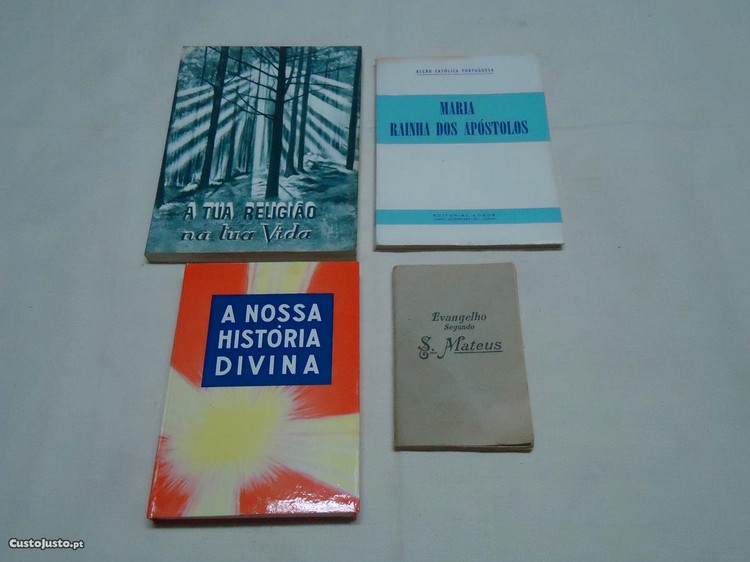 A TUA RELIGIÃO
na tua Vida
ACÇÃO CATÓLICA PORTUGUESA
MARIA
RAINHA DOS APÓSTOLOS
EDITORIAL LOGOS
A NOSSA
HISTÓRIA
DIVINA
Evangelho
Segundo
S. Mateus
CustoJusto.pt